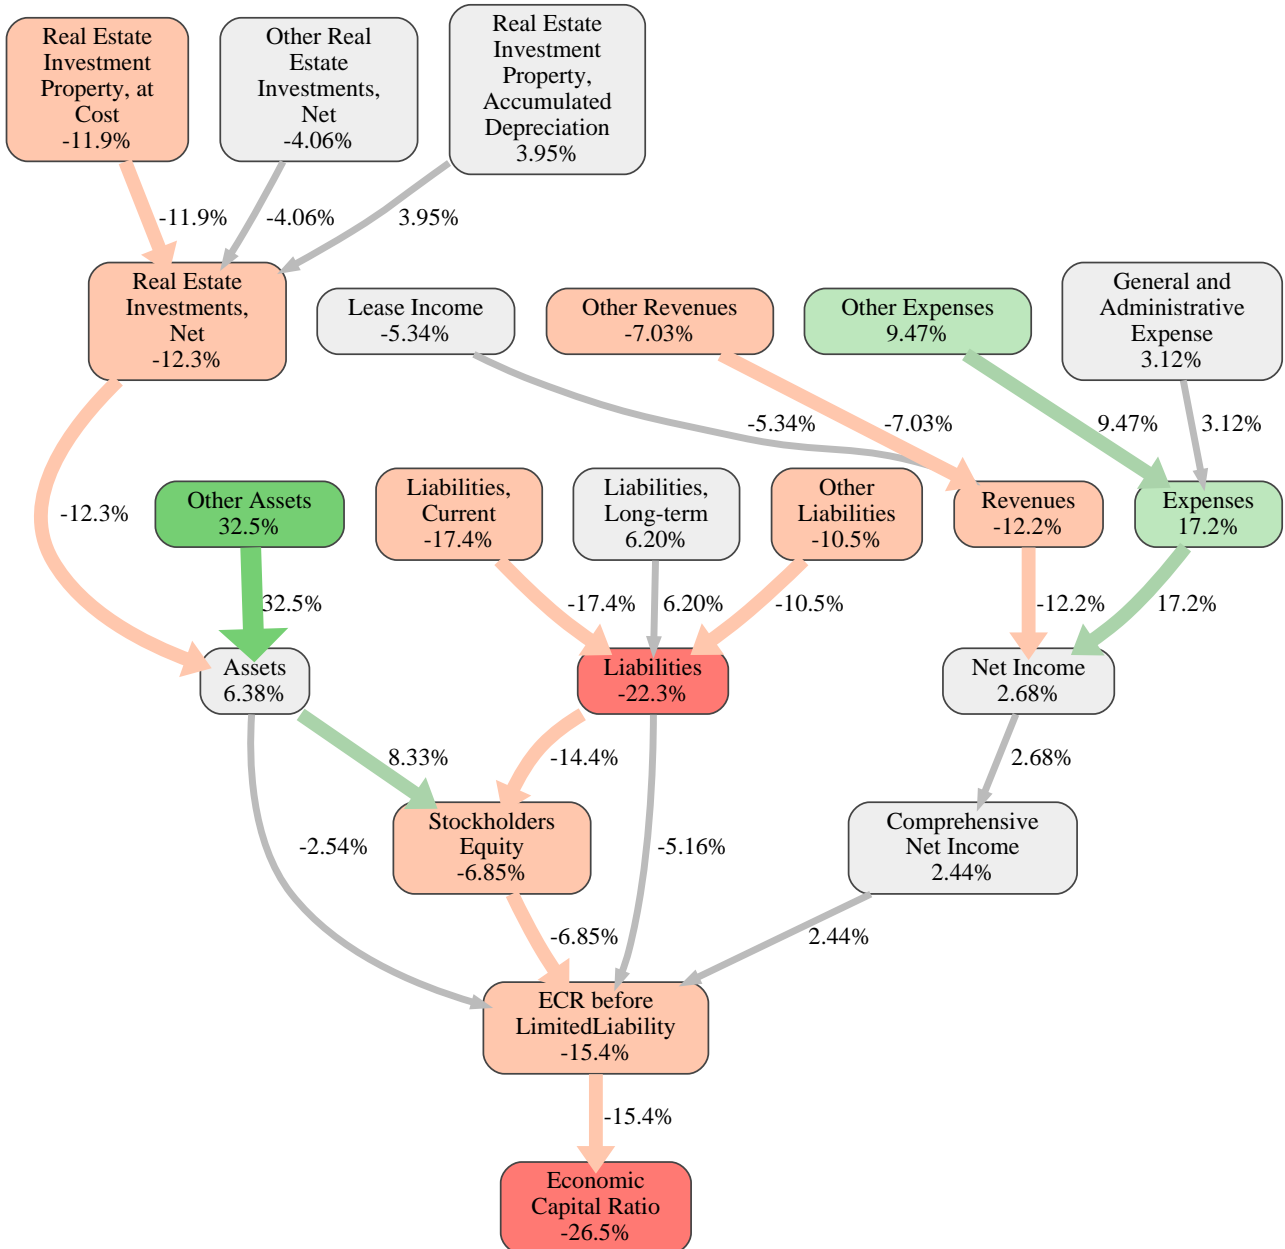 Real Estate
Investment
Property, at
Cost
-11.9%
Other Real
Estate
Investments,
Net
-4.06%
Real Estate
Investment
Property,
Accumulated
Depreciation
3.95%
-11.9%
-4.06%
3.95%
Real Estate
Investments,
Net
-12.3%
Lease Income
-5.34%
Other Revenues
-7.03%
Other Expenses
9.47%
General and
Administrative
Expense
3.12%
-5.34%
-7.03%
9.47%
3.12%
-12.3%
Other Assets
32.5%
Liabilities,
Current
-17.4%
Liabilities,
Long-term
6.20%
Other
Liabilities
-10.5%
Revenues
-12.2%
Expenses
17.2%
32.5%
-17.4%
6.20%
-10.5%
-12.2%
17.2%
Assets
6.38%
Liabilities
-22.3%
Net Income
2.68%
8.33%
-14.4%
2.68%
-2.54%
Stockholders
Equity
-6.85%
-5.16%
Comprehensive
Net Income
2.44%
-6.85%
2.44%
ECR before
LimitedLiability
-15.4%
-15.4%
Economic
Capital Ratio
-26.5%